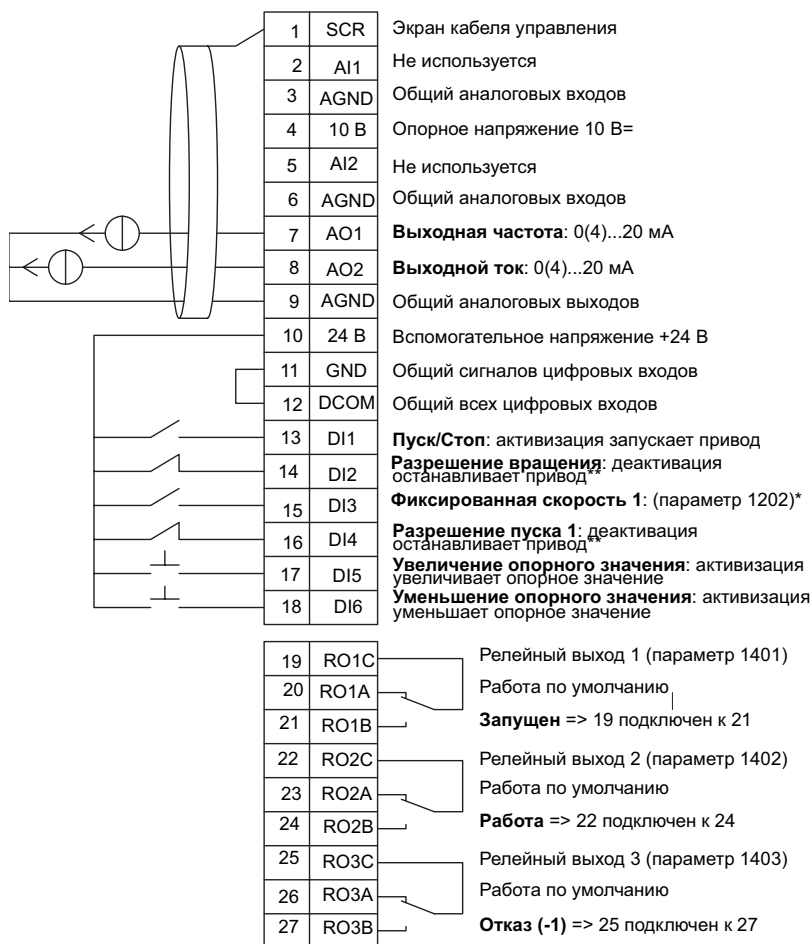 1 SCR Экран кабеля управления
2 AI1 Не используется
3 AGND Общий аналоговых входов
4 10 В Опорное напряжение 10 В=
5 AI2 Не используется
6 AGND Общий аналоговых входов
7 AO1 Выходная частота: 0(4)...20 мА
8 AO2 Выходной ток: 0(4)...20 мА
9 AGND Общий аналоговых выходов
10 24 В Вспомогательное напряжение +24 В
11 GND Общий сигналов цифровых входов
12 DCOM Общий всех цифровых входов
13 DI1 Пуск/Стоп: активизация запускает привод
14 DI2 Разрешение вращения: деактивация
останавливает привод**
15 DI3 Фиксированная скорость 1: (параметр 1202)*
16 DI4 Разрешение пуска 1: деактивация
останавливает привод**
17 DI5 Увеличение опорного значения: активизация
увеличивает опорное значение
18 DI6 Уменьшение опорного значения: активизация
уменьшает опорное значение
19 RO1C Релейный выход 1 (параметр 1401)
20 RO1A Работа по умолчанию
21 RO1B Запущен => 19 подключен к 21
22 RO2C Релейный выход 2 (параметр 1402)
23 RO2A Работа по умолчанию
24 RO2B Работа => 22 подключен к 24
25 RO3C Релейный выход 3 (параметр 1403)
26 RO3A Работа по умолчанию
27 RO3B Отказ (-1) => 25 подключен к 27